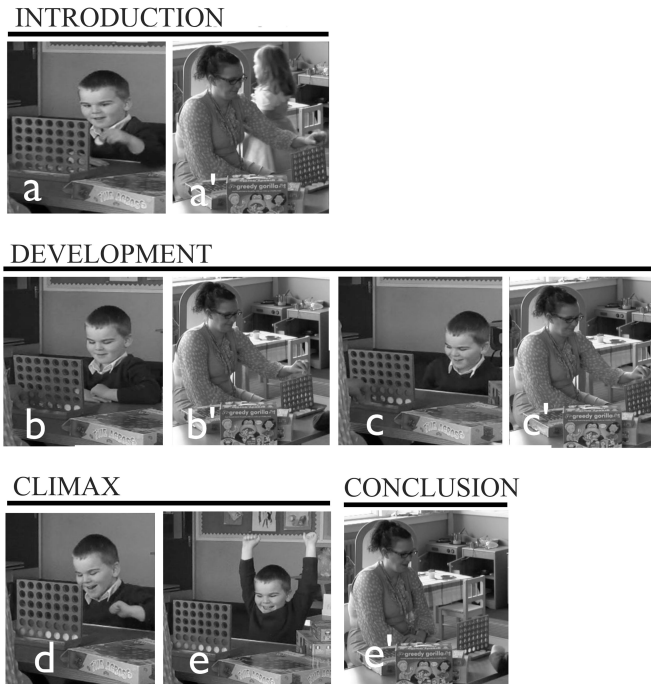 INTRODUCTION
a
a'
greedy gorilla
DEVELOPMENT
b
b'
greedy gorilla
c
c'
greedy gorilla
CLIMAX
CONCLUSION
d
e
e'
greedy gorilla